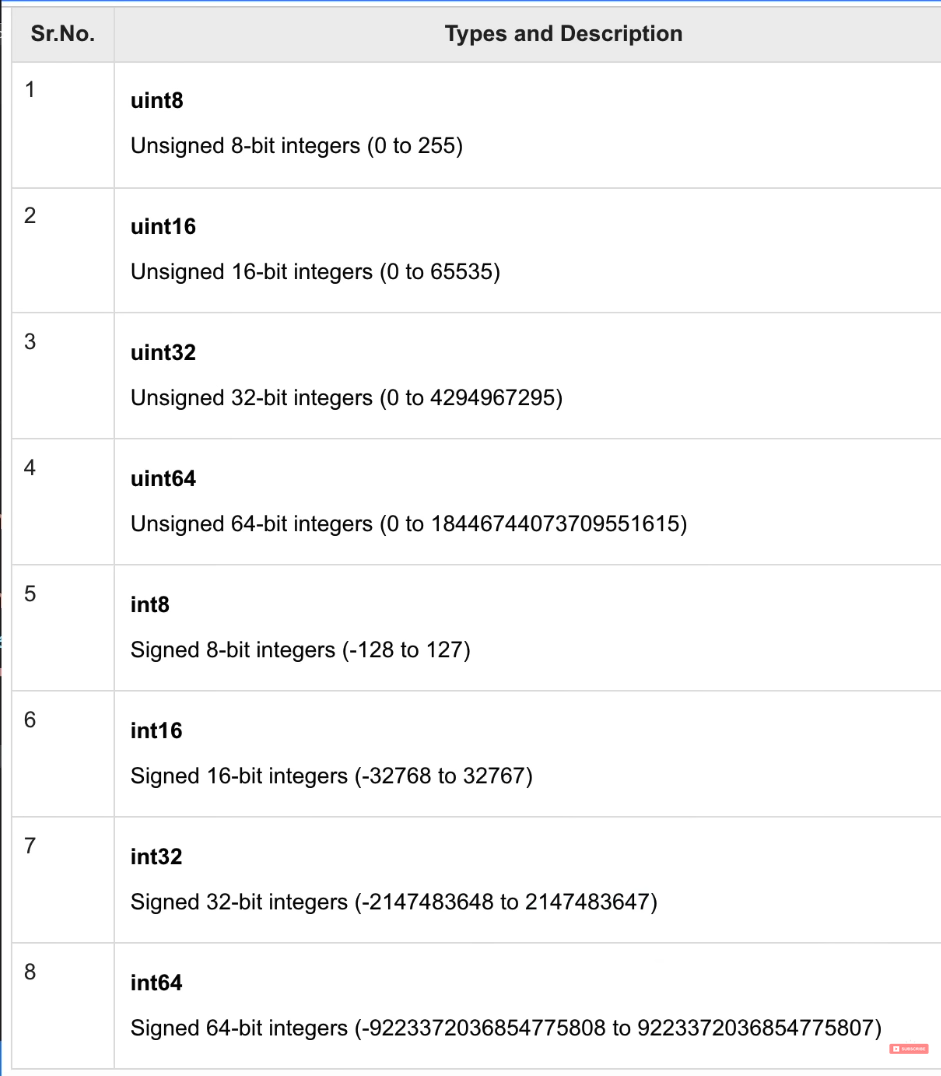 Sr.No. Types and Description
1
uint8
Unsigned 8-bit integers (0 to 255)
2
uint16
Unsigned 16-bit integers (0 to 65535)
3
uint32
Unsigned 32-bit integers (0 to 4294967295)
4
uint64
Unsigned 64-bit integers (0 to 18446744073709551615)
5
int8
Signed 8-bit integers (-128 to 127)
6
int16
Signed 16-bit integers (-32768 to 32767)
7
int32
Signed 32-bit integers (-2147483648 to 2147483647)
8
int64
Signed 64-bit integers (-9223372036854775808 to 9223372036854775807)
SUBSCRIBE